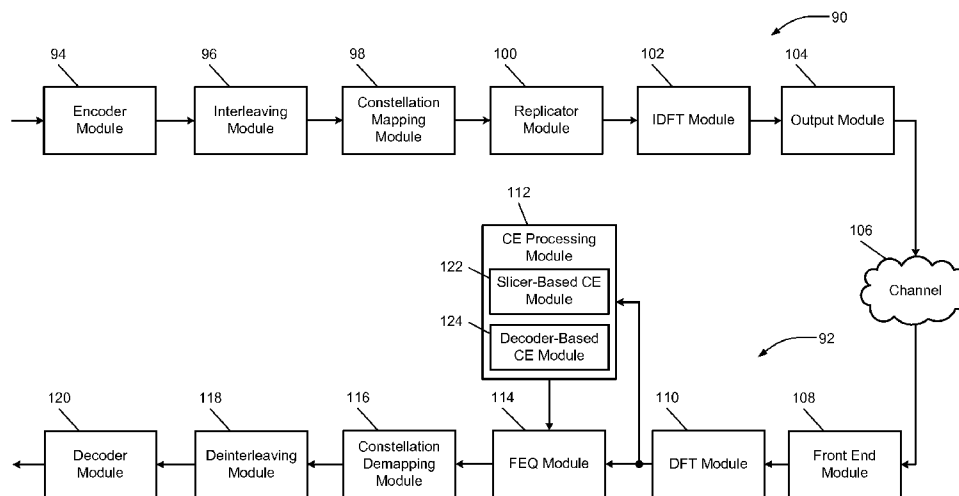 90
94
96
98
100
102
104
Encoder
Module
Interleaving
Module
Constellation
Mapping
Module
Replicator
Module
IDFT Module
Output Module
112
CE Processing
Module
122
Slicer-Based CE
Module
124
Decoder-Based
CE Module
106
Channel
92
120
118
116
114
110
108
Decoder
Module
Deinterleaving
Module
Constellation
Demapping
Module
FEQ Module
DFT Module
Front End
Module